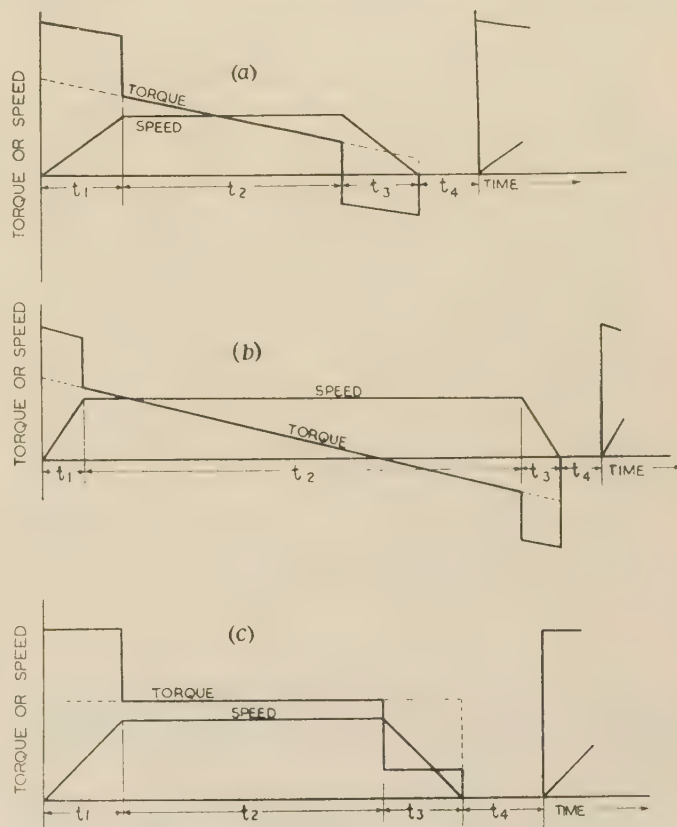 TORQUE OR SPEED
(a)
TORQUE
SPEED
t1
t2
t3
t4
TIME
TORQUE OR SPEED
(b)
SPEED
TORQUE
t1
t2
t3
t4
TIME
TORQUE OR SPEED
(c)
TORQUE
SPEED
t1
t2
t3
t4
TIME